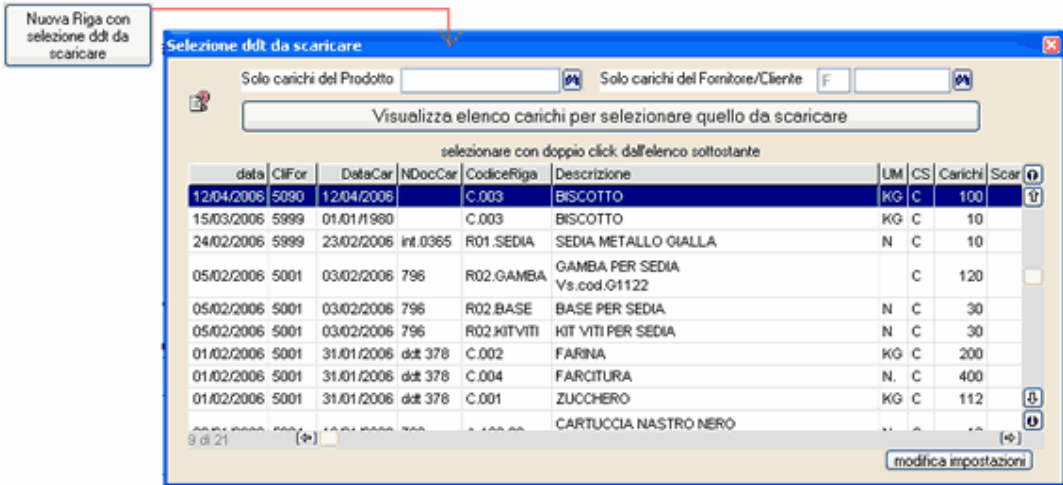 Nuova Riga con
selezione ddt da
scaricare
Selezione ddt da scaricare
Solo carichi del Prodotto
Solo carichi del Fornitore/Cliente F
Visualizza elenco carichi per selezionare quello da scaricare
selezionare con doppio click dall'elenco sottostante
data CliFor DataCar NDocCar CodiceRiga Descrizione UM CS Carichi Scar
12/04/2006 5090 12/04/2006 C.003 BISCOTTO KG C 100
15/03/2006 5999 01/01/1980 C.003 BISCOTTO KG C 10
24/02/2006 5999 23/02/2006 int.0365 R01.SEDIA SEDIA METALLO GIALLA N C 10
05/02/2006 5001 03/02/2006 796 R02.GAMBA GAMBA PER SEDIA C 120
Vs.cod.G1122
05/02/2006 5001 03/02/2006 796 R02.BASE BASE PER SEDIA N C 30
05/02/2006 5001 03/02/2006 796 R02.KITVITI KIT VITI PER SEDIA N C 30
01/02/2006 5001 31/01/2006 ddt 378 C.002 FARINA KG C 200
01/02/2006 5001 31/01/2006 ddt 378 C.004 FARCITURA N. C 400
01/02/2006 5001 31/01/2006 ddt 378 C.001 ZUCCHERO KG C 112
CARTUCCIA NASTRO NERO
9 di 21
modifica impostazioni